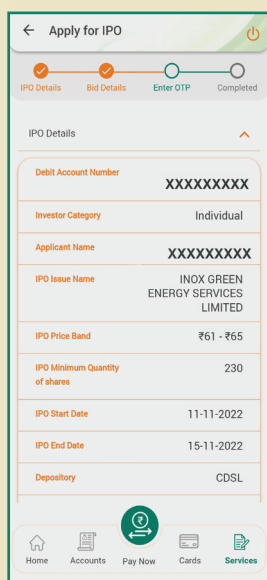 Apply for IPO
IPO Details
Bid Details
Enter OTP
Completed
IPO Details
Debit Account Number
XXXXXXXXX
Investor Category
Individual
Applicant Name
XXXXXXXXX
IPO Issue Name
INOX GREEN
ENERGY SERVICES
LIMITED
IPO Price Band
₹61 - ₹65
IPO Minimum Quantity
of shares
230
IPO Start Date
11-11-2022
IPO End Date
15-11-2022
Depository
CDSL
Home
Accounts
Pay Now
Cards
Services